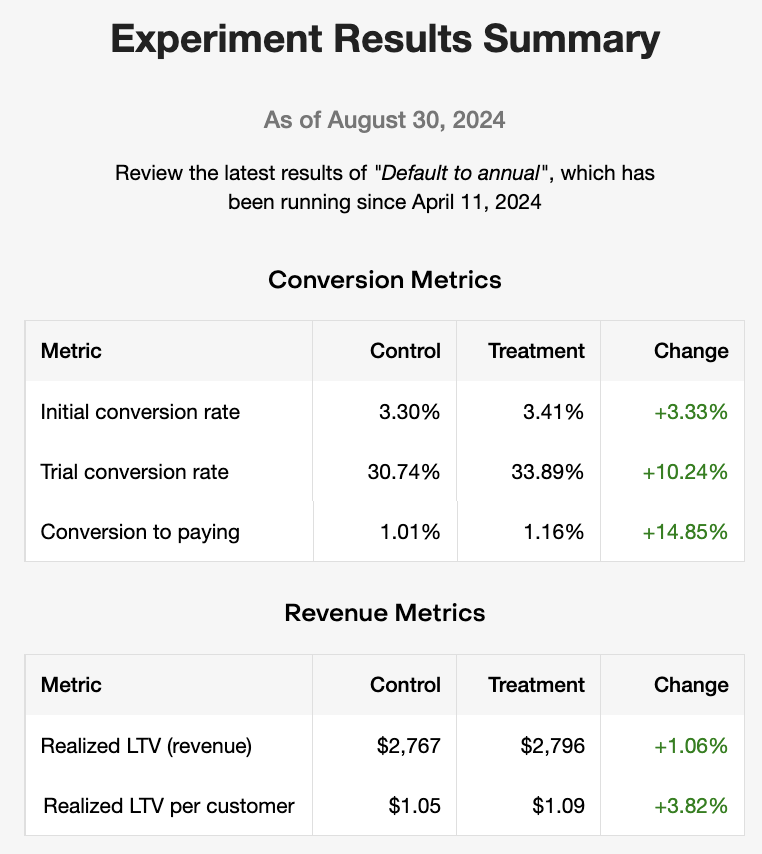 Experiment Results Summary
As of August 30, 2024
Review the latest results of "Default to annual", which has
been running since April 11, 2024
Conversion Metrics
Metric Control Treatment Change
Initial conversion rate 3.30% 3.41% +3.33%
Trial conversion rate 30.74% 33.89% +10.24%
Conversion to paying 1.01% 1.16% +14.85%
Revenue Metrics
Metric Control Treatment Change
Realized LTV (revenue) $2,767 $2,796 +1.06%
Realized LTV per customer $1.05 $1.09 +3.82%